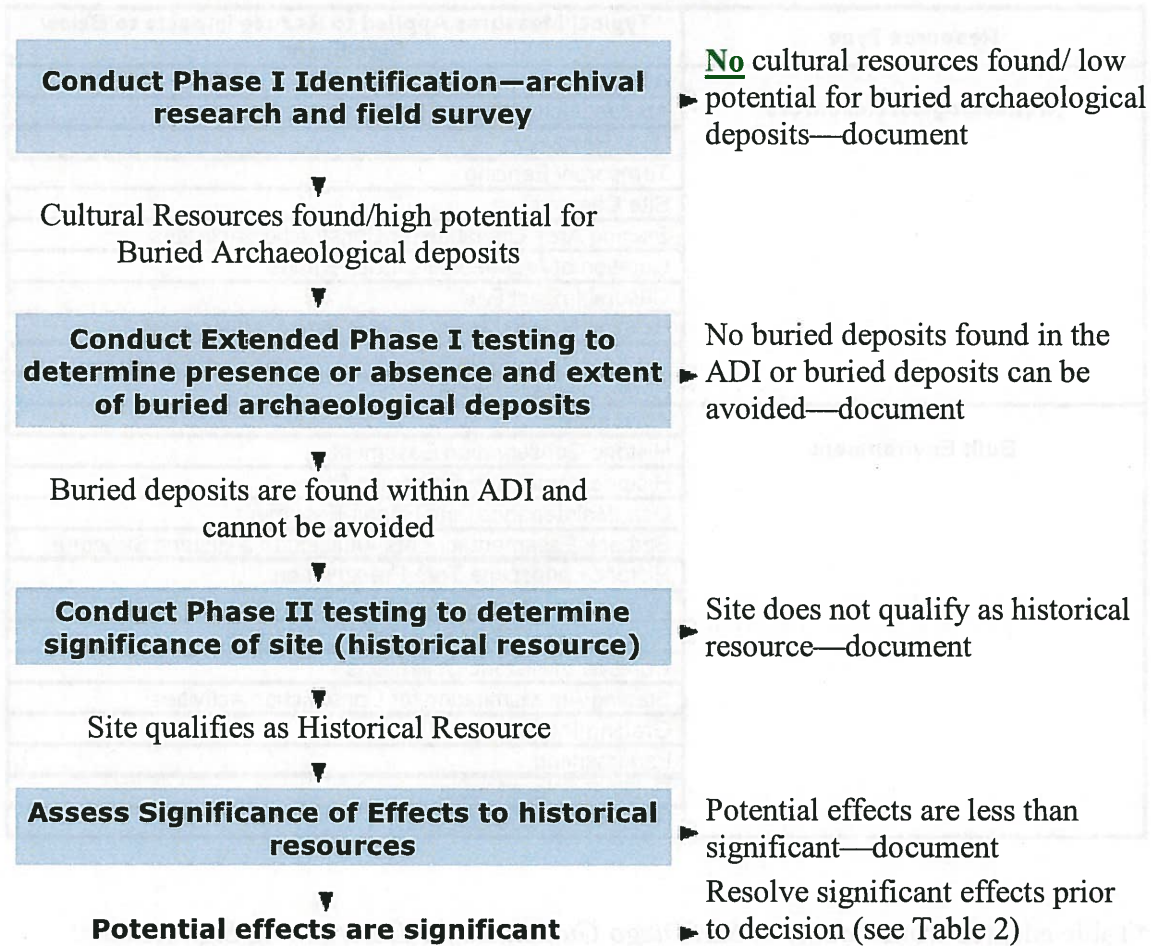 Conduct Phase I Identification—archival
research and field survey
No cultural resources found/ low
potential for buried archaeological
deposits—document
Cultural Resources found/high potential for
Buried Archaeological deposits
Conduct Extended Phase I testing to
determine presence or absence and extent
of buried archaeological deposits
No buried deposits found in the
ADI or buried deposits can be
avoided—document
Buried deposits are found within ADI and
cannot be avoided
Conduct Phase II testing to determine
significance of site (historical resource)
Site does not qualify as historical
resource—document
Site qualifies as Historical Resource
Assess Significance of Effects to historical
resources
Potential effects are less than
significant—document
Potential effects are significant
Resolve significant effects prior
to decision (see Table 2)